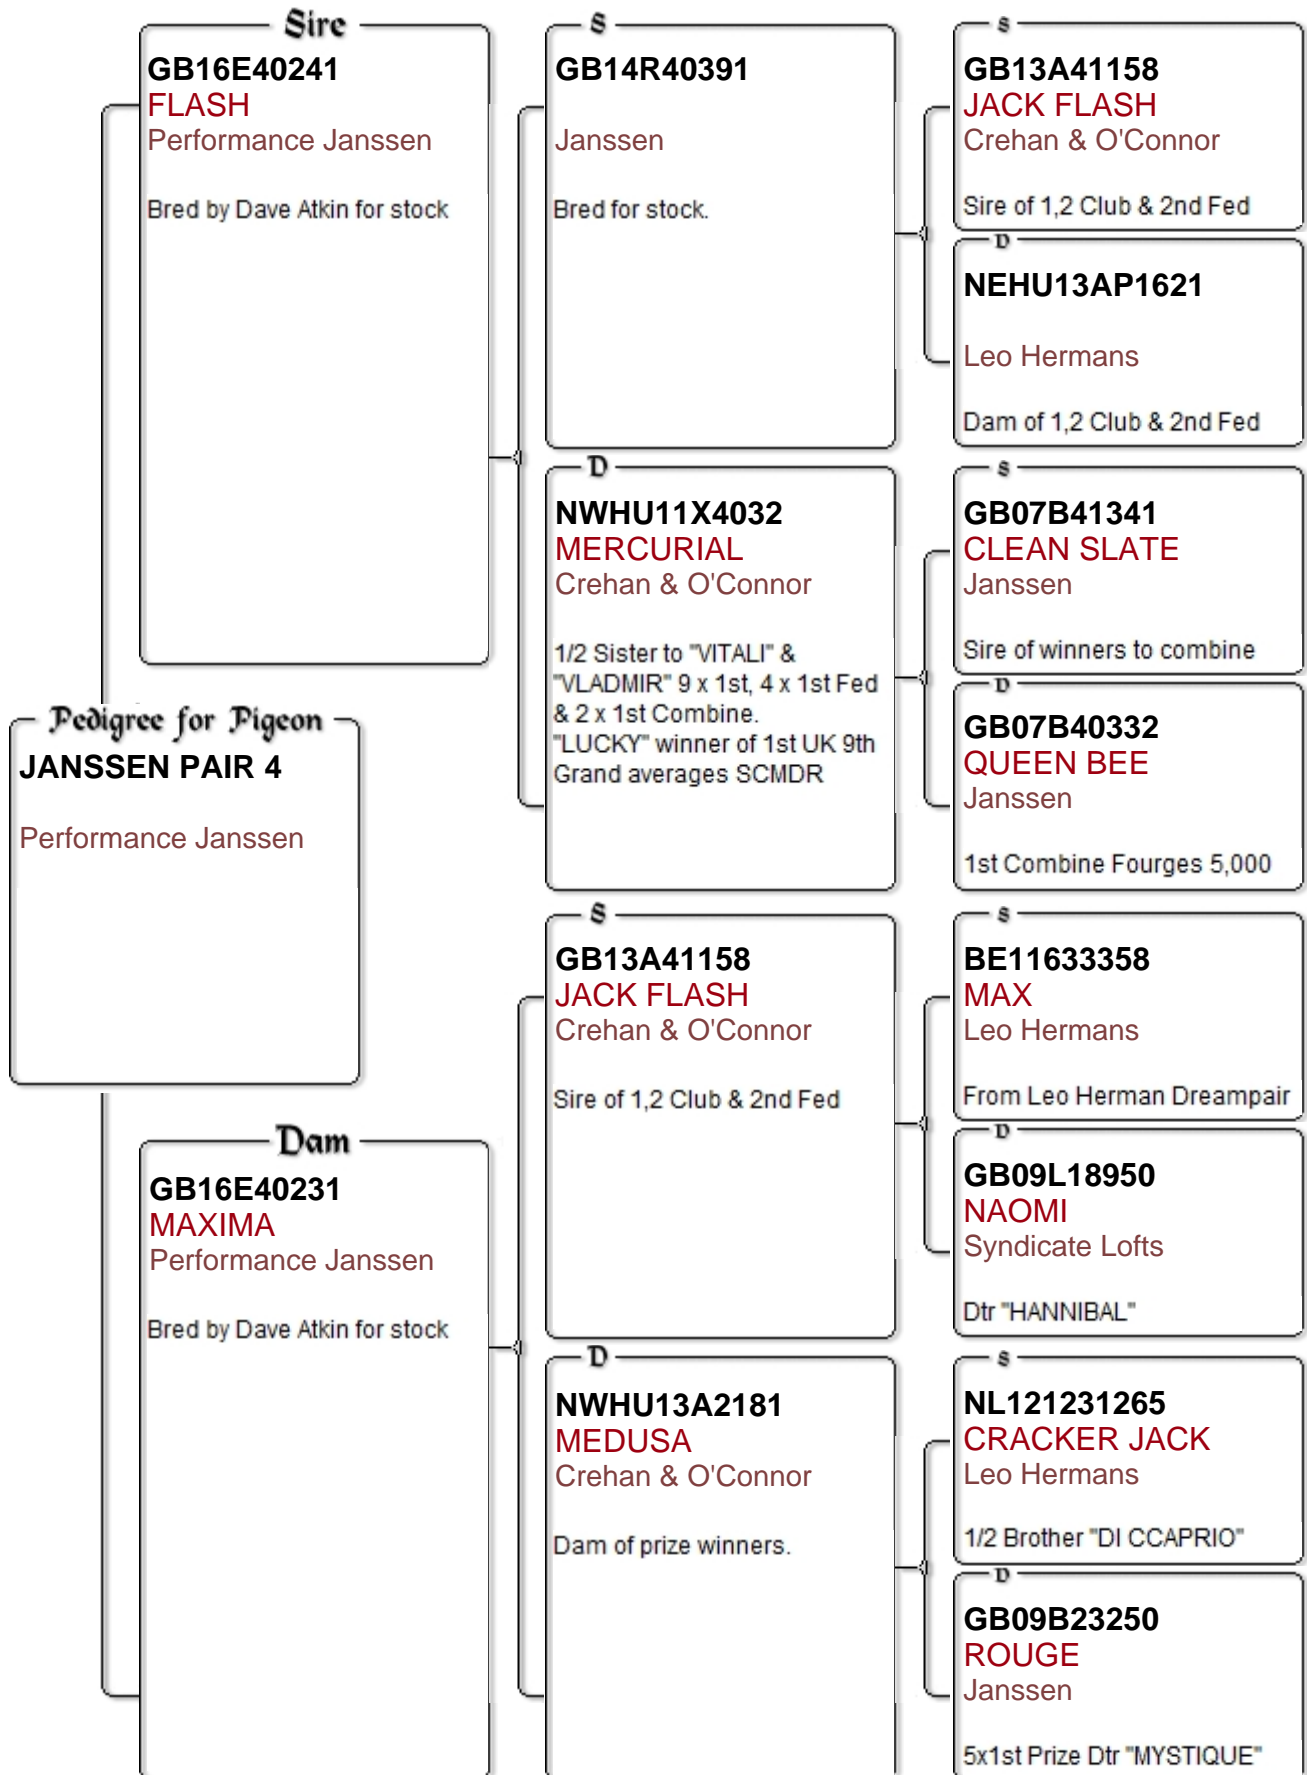 Sire
GB16E40241
FLASH
Performance Janssen
Bred by Dave Atkin for stock
Pedigree for Pigeon
JANSSEN PAIR 4
Performance Janssen
Dam
GB16E40231
MAXIMA
Performance Janssen
Bred by Dave Atkin for stock
S
GB14R40391
Janssen
Bred for stock.
D
NWHU11X4032
MERCURIAL
Crehan & O'Connor
1/2 Sister to "VITALI" &
"VLADMIR" 9 x 1st, 4 x 1st Fed
& 2 x 1st Combine.
"LUCKY" winner of 1st UK 9th
Grand averages SCMDR
S
GB13A41158
JACK FLASH
Crehan & O'Connor
Sire of 1,2 Club & 2nd Fed
D
NWHU13A2181
MEDUSA
Crehan & O'Connor
Dam of prize winners.
S
GB13A41158
JACK FLASH
Crehan & O'Connor
Sire of 1,2 Club & 2nd Fed
D
NEHU13AP1621
Leo Hermans
Dam of 1,2 Club & 2nd Fed
S
GB07B41341
CLEAN SLATE
Janssen
Sire of winners to combine
D
GB07B40332
QUEEN BEE
Janssen
1st Combine Fourges 5,000
S
BE11633358
MAX
Leo Hermans
From Leo Herman Dreampair
D
GB09L18950
NAOMI
Syndicate Lofts
Dtr "HANNIBAL"
S
NL121231265
CRACKER JACK
Leo Hermans
1/2 Brother "DI CCAPRIO"
D
GB09B23250
ROUGE
Janssen
5x1st Prize Dtr "MYSTIQUE"